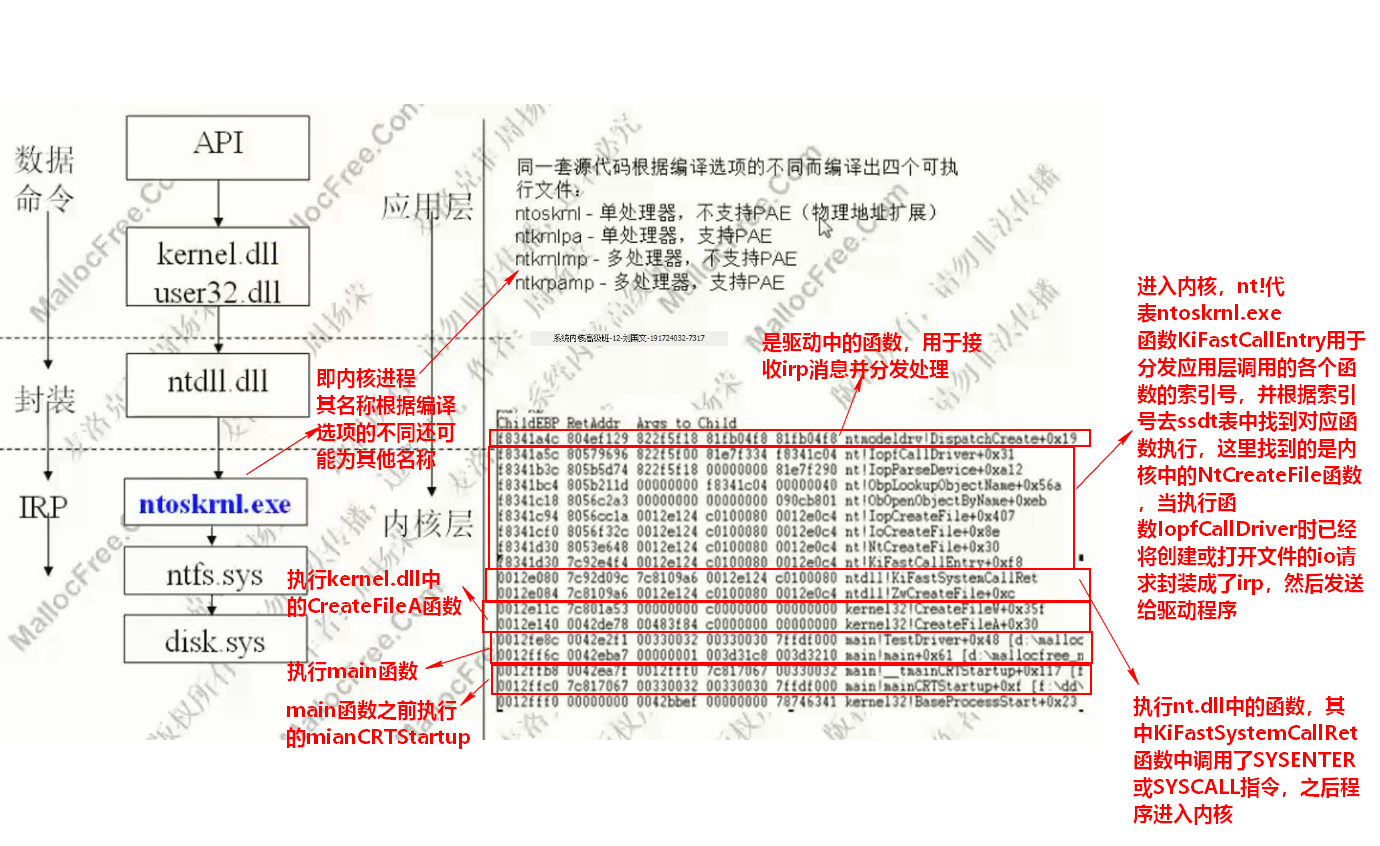 数据
命令
封装
IRP
API
kernel.dll
user32.dll
ntdll.dll
ntoskrnl.exe
ntfs.sys
disk.sys
应用层
内核层
同一套源代码根据编译选项的不同而编译出四个可执
行文件：
ntoskrnl - 单处理器，不支持PAE（物理地址扩展）
ntkrnlpa - 单处理器，支持PAE
ntkrnlmp - 多处理器，不支持PAE
ntkrpamp - 多处理器，支持PAE
即内核进程
其名称根据编译
选项的不同还可
能为其他名称
是驱动中的函数，用于接
收irp消息并分发处理
ChildEBP RetAddr Args to Child
f8341a4c 804ef129 822f5f18 81fb04f8 81fb04f8 ntmodeldrv!DispatchCreate+0x19
f8341a5c 80579696 822f5f00 81e7f334 f8341c04 nt!IopfCallDriver+0x31
f8341b3c 805b5d74 822f5f18 00000000 81e7f290 nt!IopParseDevice+0xa12
f8341bc4 805b211d 00000000 f8341c04 00000040 nt!ObpLookupObjectName+0x56a
f8341c18 8056c2a3 00000000 00000000 090cb801 nt!ObOpenObjectByName+0xeb
f8341c94 8056cc1a 0012e124 c0100080 0012e0c4 nt!IopCreateFile+0x407
f8341cf0 8056f32c 0012e124 c0100080 0012e0c4 nt!IoCreateFile+0x8e
f8341d30 8053e648 0012e124 c0100080 0012e0c4 nt!NtCreateFile+0x30
f8341d30 7c92e4f4 0012e124 c0100080 0012e0c4 nt!KiFastCallEntry+0xf8
0012e080 7c92d09c 7c8109a6 0012e124 c0100080 ntdll!KiFastSystemCallRet
0012e084 7c8109a6 0012e124 c0100080 0012e0c4 ntdll!ZwCreateFile+0xc
0012e11c 7c801a53 00000000 c0000000 00000000 kernel32!CreateFileW+0x35f
0012e140 0042de78 00483f84 c0000000 00000000 kernel32!CreateFileA+0x30
0012fe8c 0042e2f1 00330032 00330030 7ffdf000 main!TestDriver+0x48 [d:\malloc
0012ff6c 0042eba7 00000001 003d31c8 003d3210 main!main+0x61 [d:\mallocfree_n
0012ffb8 0042ea7f 0012fff0 7c817067 00330032 main!__tmainCRTStartup+0x117 [f
0012ffc0 7c817067 00330032 00330030 7ffdf000 main!mainCRTStartup+0xf [f:\dd\
0012fff0 00000000 0042bbef 00000000 78746341 kernel32!BaseProcessStart+0x23
执行kernel.dll中
的CreateFileA函数
执行main函数
main函数之前执行
的mianCRTStartup
进入内核，nt!代
表ntoskrnl.exe
函数KiFastCallEntry用于
分发应用层调用的各个函
数的索引号，并根据索引
号去ssdt表中找到对应函
数执行，这里找到的是内
核中的NtCreateFile函数
，当执行函
数IopfCallDriver时已经
将创建或打开文件的io请
求封装成了irp，然后发送
给驱动程序
执行nt.dll中的函数，其
中KiFastSystemCallRet
函数中调用了SYSENTER
或SYSCALL指令，之后程
序进入内核